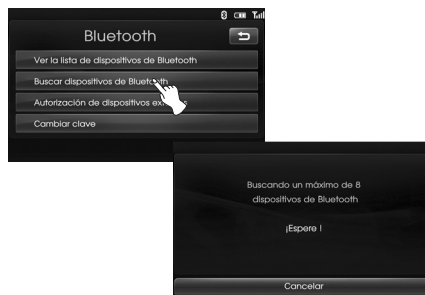 Bluetooth
Ver la lista de dispositivos de Bluetooth
Buscar dispositivos de Bluetooth
Autorización de dispositivos
Cambiar clave
Buscando un máximo de 8
dispositivos de Bluetooth
¡Espere !
Cancelar